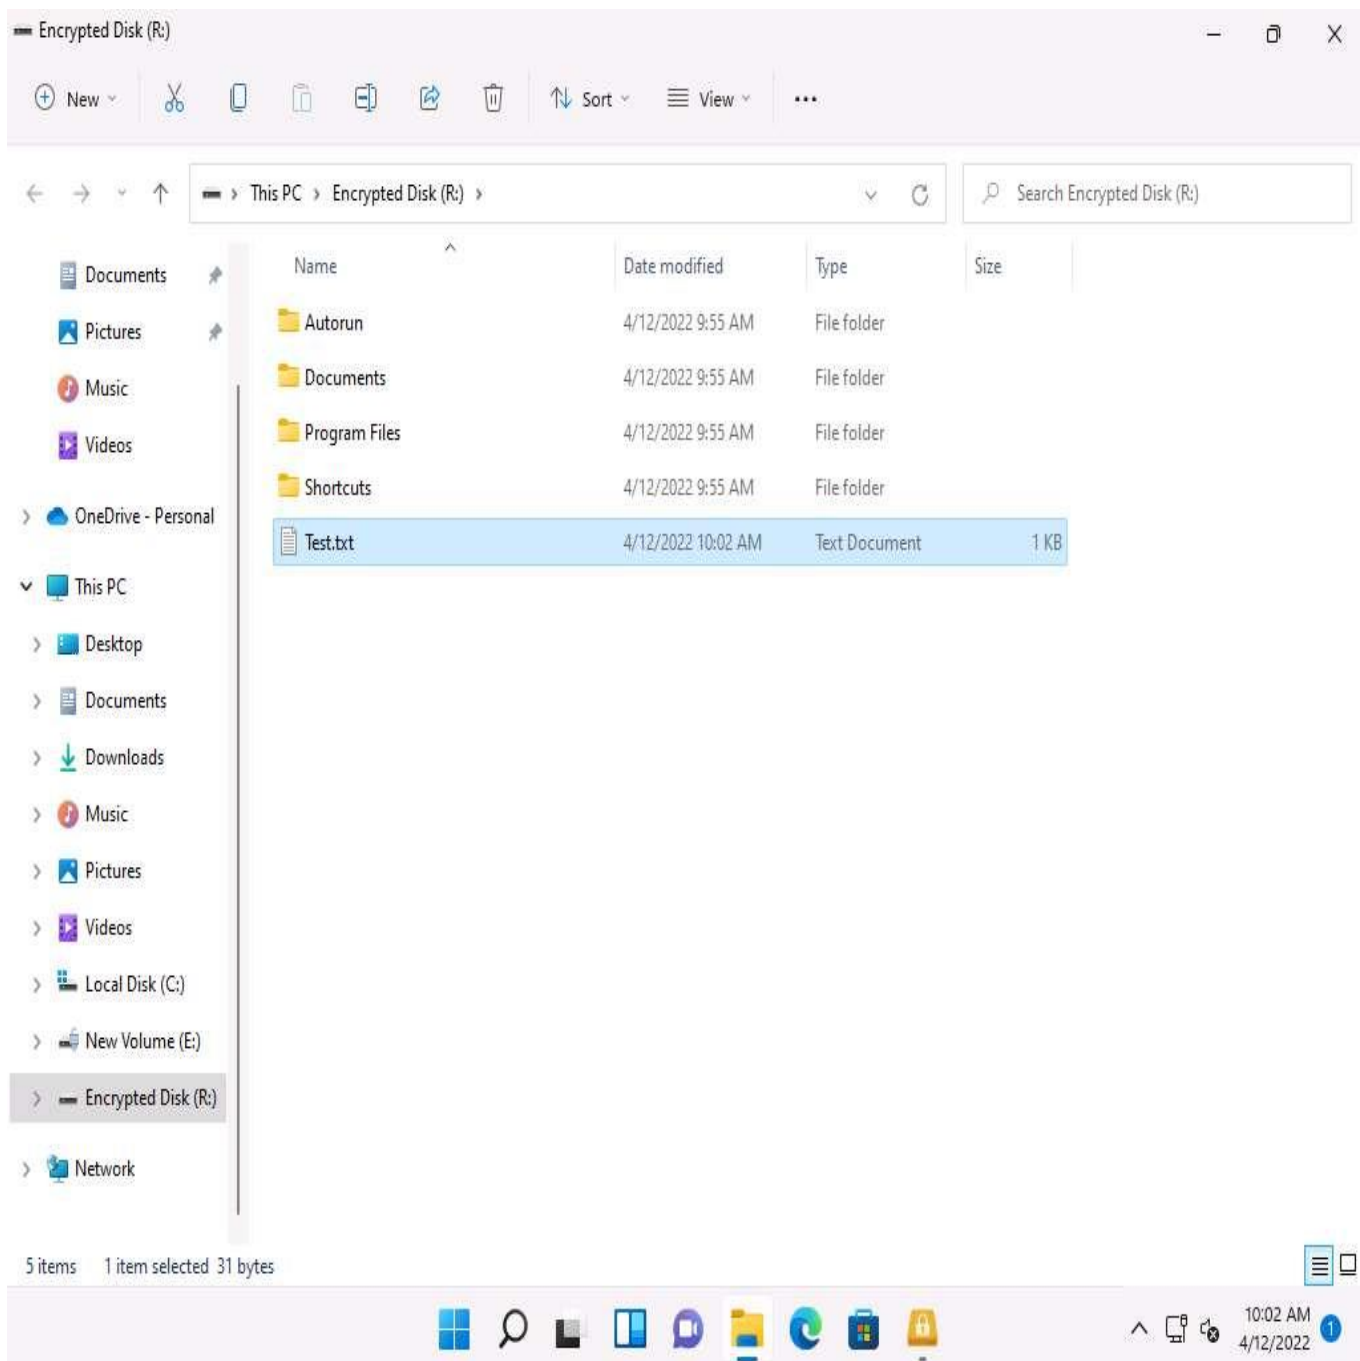 Encrypted Disk (R:)
New
Sort
View
This PC > Encrypted Disk (R:) >
Search Encrypted Disk (R:)
Documents
Pictures
Music
Videos
OneDrive - Personal
This PC
Desktop
Documents
Downloads
Music
Pictures
Videos
Local Disk (C:)
New Volume (E:)
Encrypted Disk (R:)
Network
Name Date modified Type Size
Autorun 4/12/2022 9:55 AM File folder
Documents 4/12/2022 9:55 AM File folder
Program Files 4/12/2022 9:55 AM File folder
Shortcuts 4/12/2022 9:55 AM File folder
Test.txt 4/12/2022 10:02 AM Text Document 1 KB
5 items 1 item selected 31 bytes
10:02 AM
4/12/2022
1